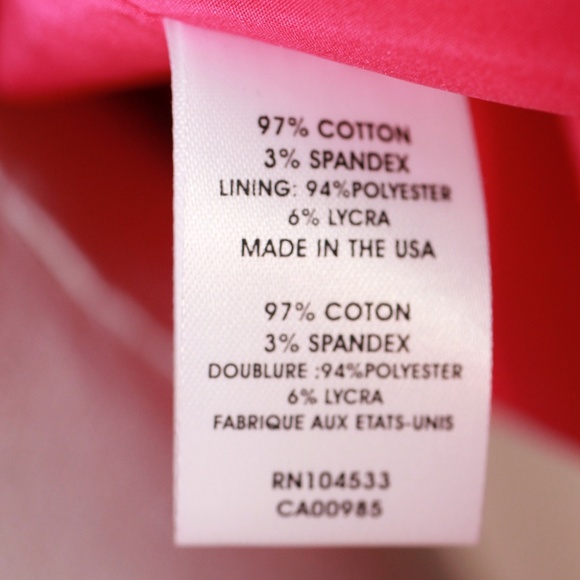 97% COTTON
3% SPANDEX
LINING: 94%POLYESTER
6% LYCRA
MADE IN THE USA
97% COTON
3% SPANDEX
DOUBLURE :94%POLYESTER
6% LYCRA
FABRIQUE AUX ETATS-UNIS
RN104533
CA00985